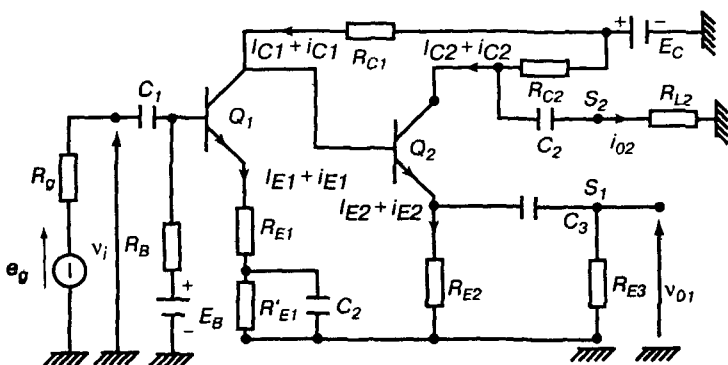 I_{C1} + i_{C1}
R_{C1}
I_{C2} + i_{C2}
+
-
E_C
C_1
Q_1
R_{C2}
S_2
R_{L2}
C_2
i_{02}
Q_2
R_g
I_{E1} + i_{E1}
I_{E2} + i_{E2}
S_1
C_3
e_g
I
v_i
R_B
+
-
E_B
R_{E1}
R'_{E1}
C_2
R_{E2}
R_{E3}
v_{01}